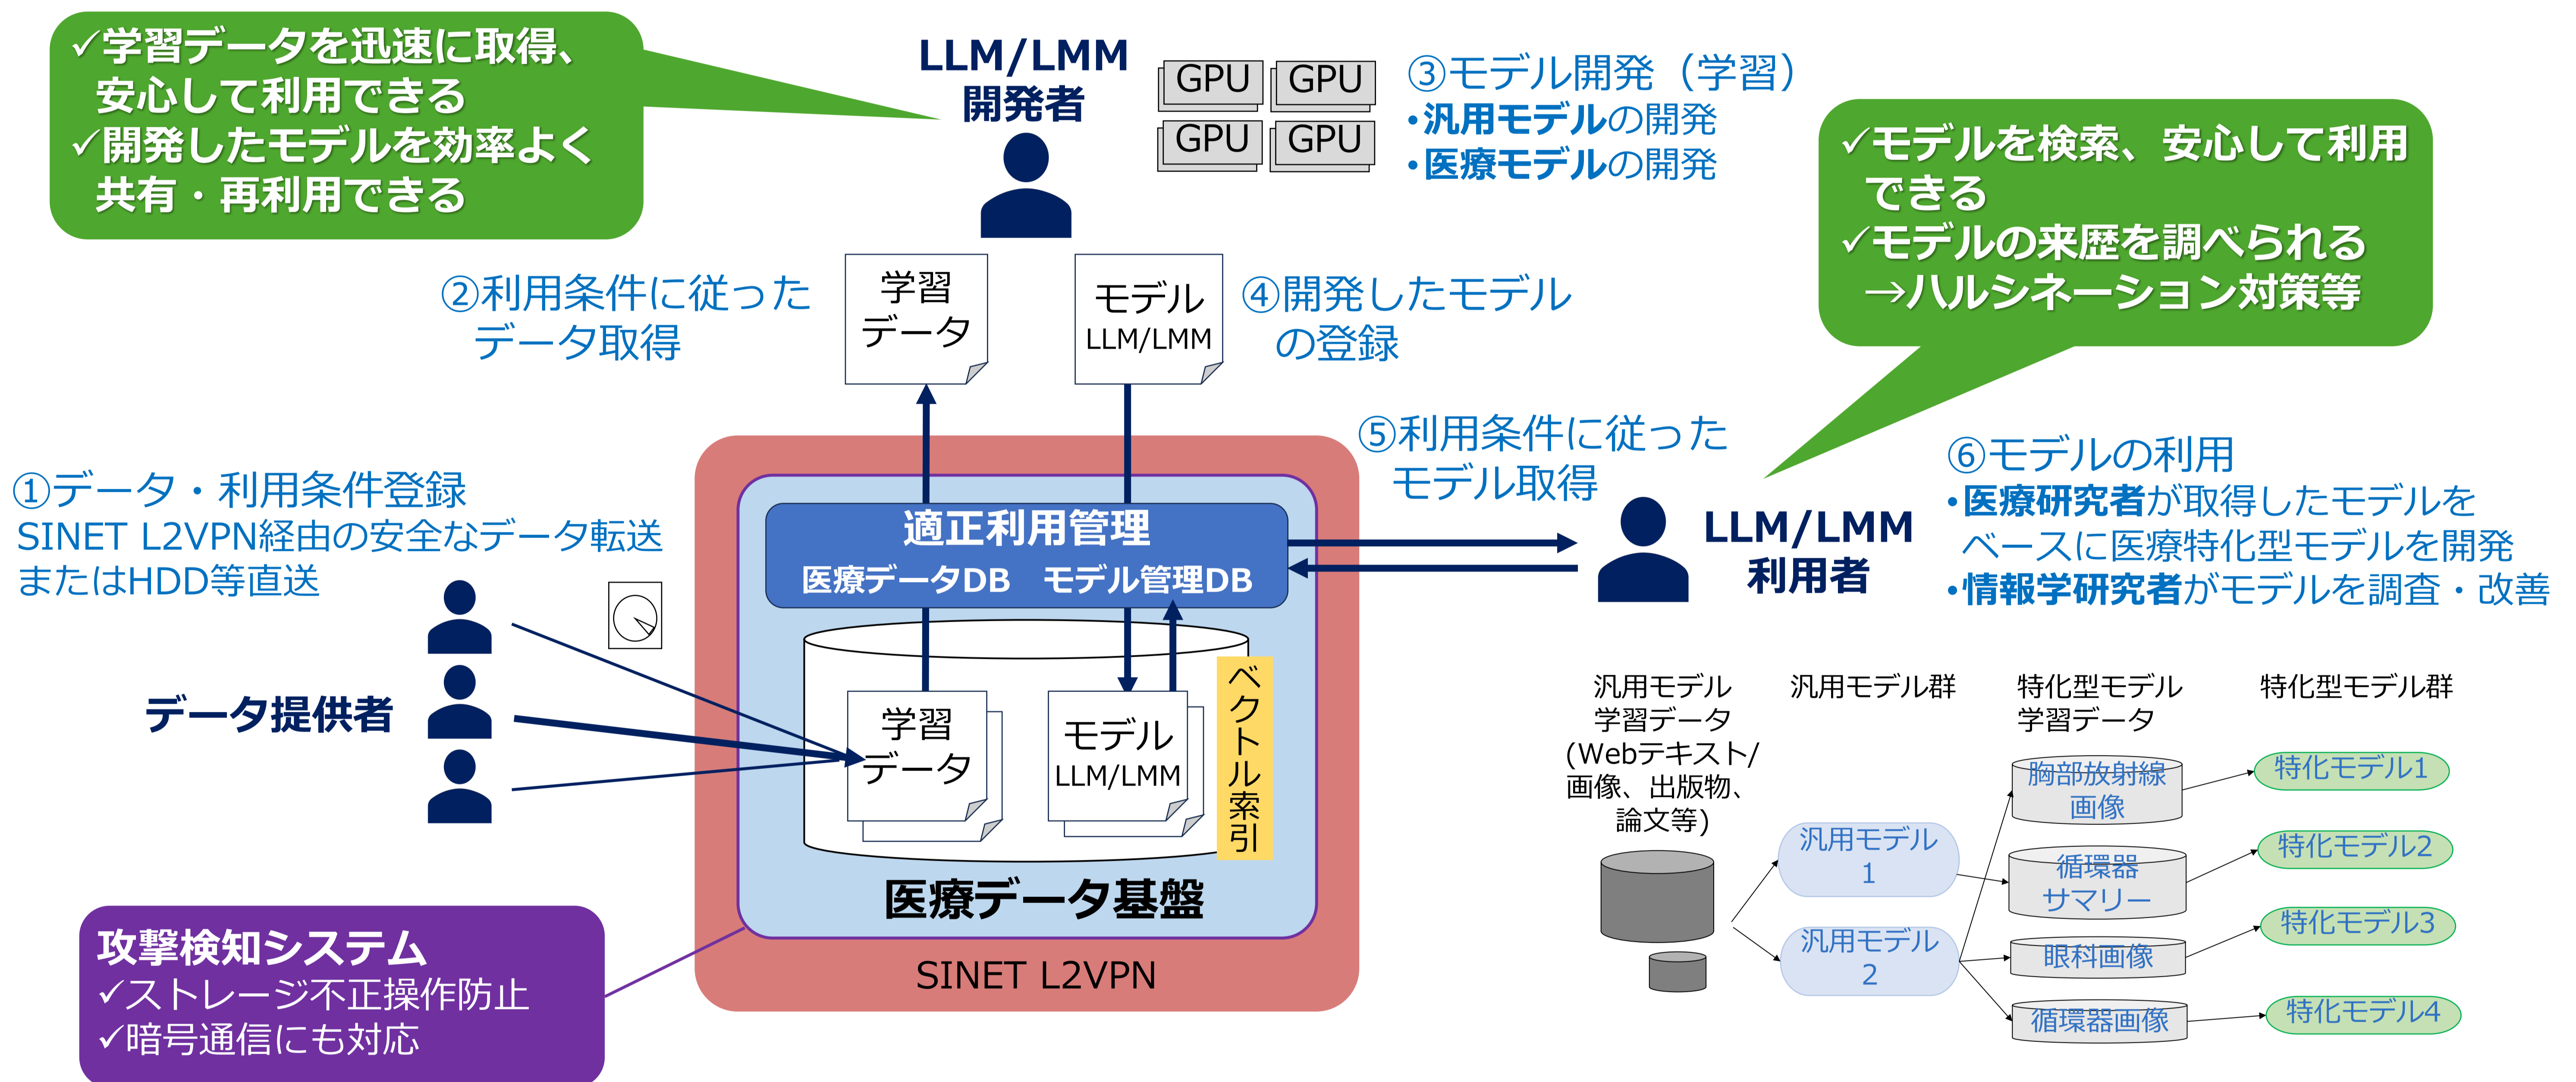 ✓学習データを迅速に取得、
安心して利用できる
✓開発したモデルを効率よく
共有・再利用できる
LLM/LMM
開発者
GPU
GPU
GPU
GPU
③モデル開発（学習）
・汎用モデルの開発
・医療モデルの開発
✓モデルを検索、安心して利用
できる
✓モデルの来歴を調べられる
→ハルシネーション対策等
②利用条件に従った
データ取得
学習
データ
モデル
LLM/LMM
④開発したモデル
の登録
⑤利用条件に従った
モデル取得
①データ・利用条件登録
SINET L2VPN経由の安全なデータ転送
またはHDD等直送
データ提供者
適正利用管理
医療データDB モデル管理DB
学習
データ
モデル
LLM/LMM
ベクトル索引
医療データ基盤
SINET L2VPN
攻撃検知システム
✓ストレージ不正操作防止
✓暗号通信にも対応
LLM/LMM
利用者
⑥モデルの利用
・医療研究者が取得したモデルを
ベースに医療特化型モデルを開発
・情報学研究者がモデルを調査・改善
汎用モデル
学習データ
(Webテキスト/
画像、出版物、
論文等)
汎用モデル群
汎用モデル
1
汎用モデル
2
特化型モデル
学習データ
胸部放射線
画像
循環器
サマリー
眼科画像
循環器画像
特化型モデル群
特化モデル1
特化モデル2
特化モデル3
特化モデル4